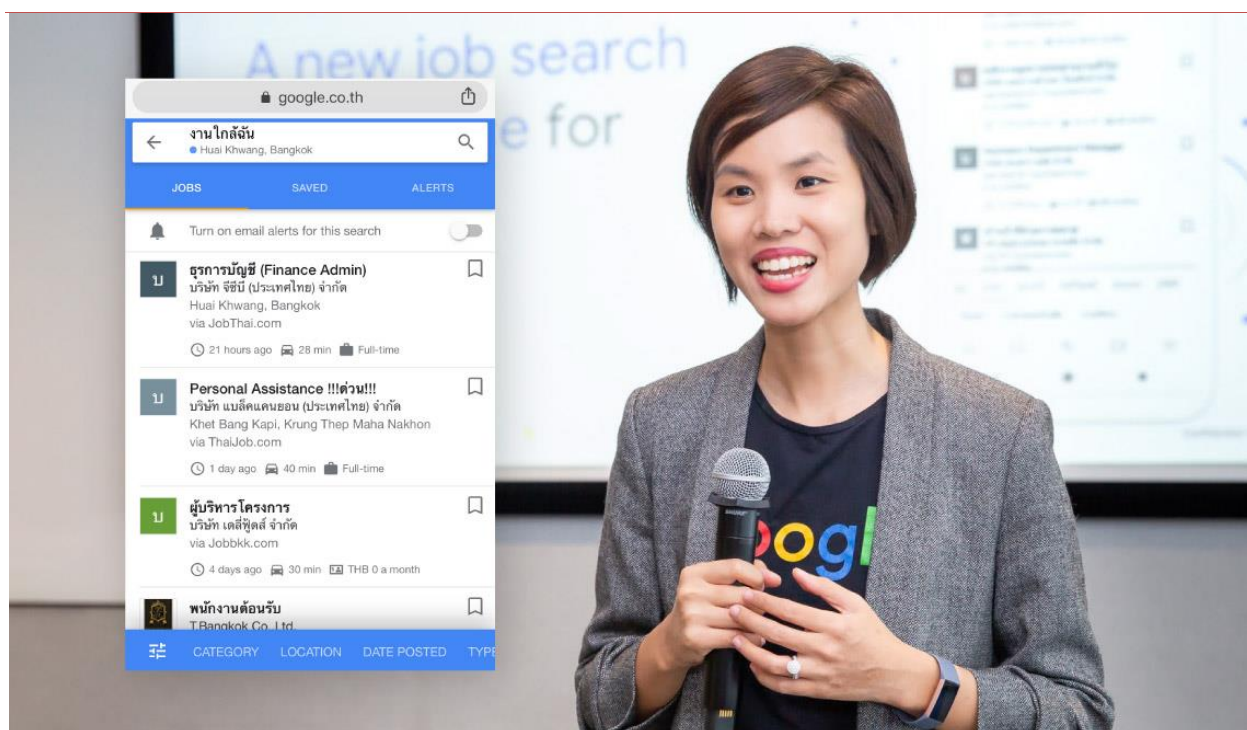 A new job search
e for
google.co.th
งานใกล้ฉัน
Huai Khwang, Bangkok
JOBS SAVED ALERTS
Turn on email alerts for this search
บ
ธุรการบัญชี (Finance Admin)
บริษัท จีซีบี (ประเทศไทย) จำกัด
Huai Khwang, Bangkok
via JobThai.com
21 hours ago 28 min Full-time
บ
Personal Assistance !!!ด่วน!!!
บริษัท แบล็คแคนยอน (ประเทศไทย) จำกัด
Khet Bang Kapi, Krung Thep Maha Nakhon
via ThaiJob.com
1 day ago 40 min Full-time
บ
ผู้บริหารโครงการ
บริษัท เดลี่ฟู้ดส์ จำกัด
via Jobbkk.com
4 days ago 30 min THB 0 a month
พนักงานต้อนรับ
T.Bangkok Co.,Ltd.
CATEGORY LOCATION DATE POSTED TYPE
oogl